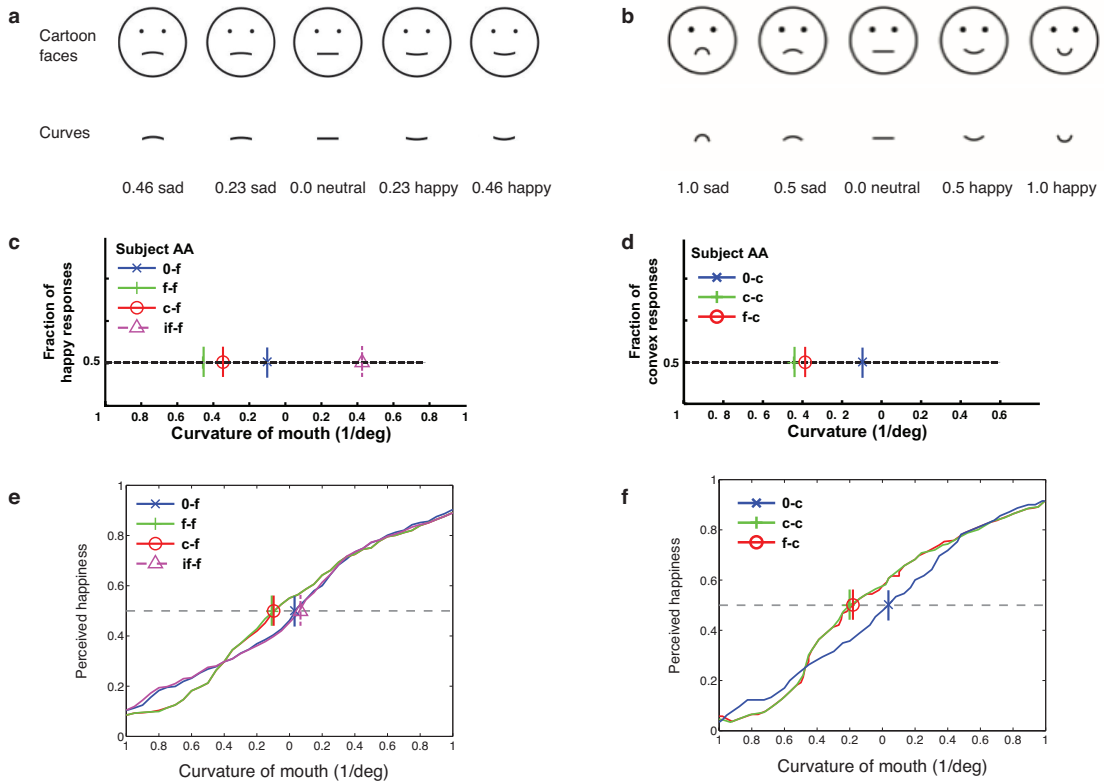 a
Cartoon
faces
Curves
0.46 sad 0.23 sad 0.0 neutral 0.23 happy 0.46 happy
b
1.0 sad 0.5 sad 0.0 neutral 0.5 happy 1.0 happy
c
Subject AA
0-f
f-f
c-f
if-f
Fraction of
happy responses
0.5
1 0.8 0.6 0.4 0.2 0 0.2 0.4 0.6 0.8 1
Curvature of mouth (1/deg)
d
Subject AA
0-c
c-c
f-c
Fraction of
convex responses
0.5
1 0. 8 0. 6 0. 4 0. 2 0 0.2 0.4 0.6
Curvature (1/deg)
e
0-f
f-f
c-f
if-f
Perceived happiness
1
0.8
0.6
0.4
0.2
0
1 0.8 0.6 0.4 0.2 0 0.2 0.4 0.6 0.8 1
Curvature of mouth (1/deg)
f
0-c
c-c
f-c
Perceived happiness
1
0.8
0.6
0.4
0.2
0
1 0.8 0.6 0.4 0.2 0 0.2 0.4 0.6 0.8 1
Curvature of mouth (1/deg)